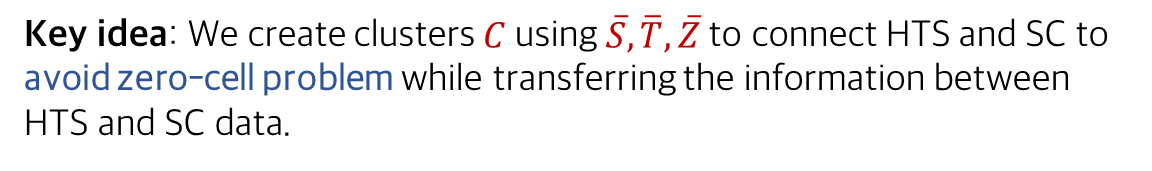 Key idea: We create clusters C using S̄, T̄, Z̄ to connect HTS and SC to
avoid zero-cell problem while transferring the information between
HTS and SC data.